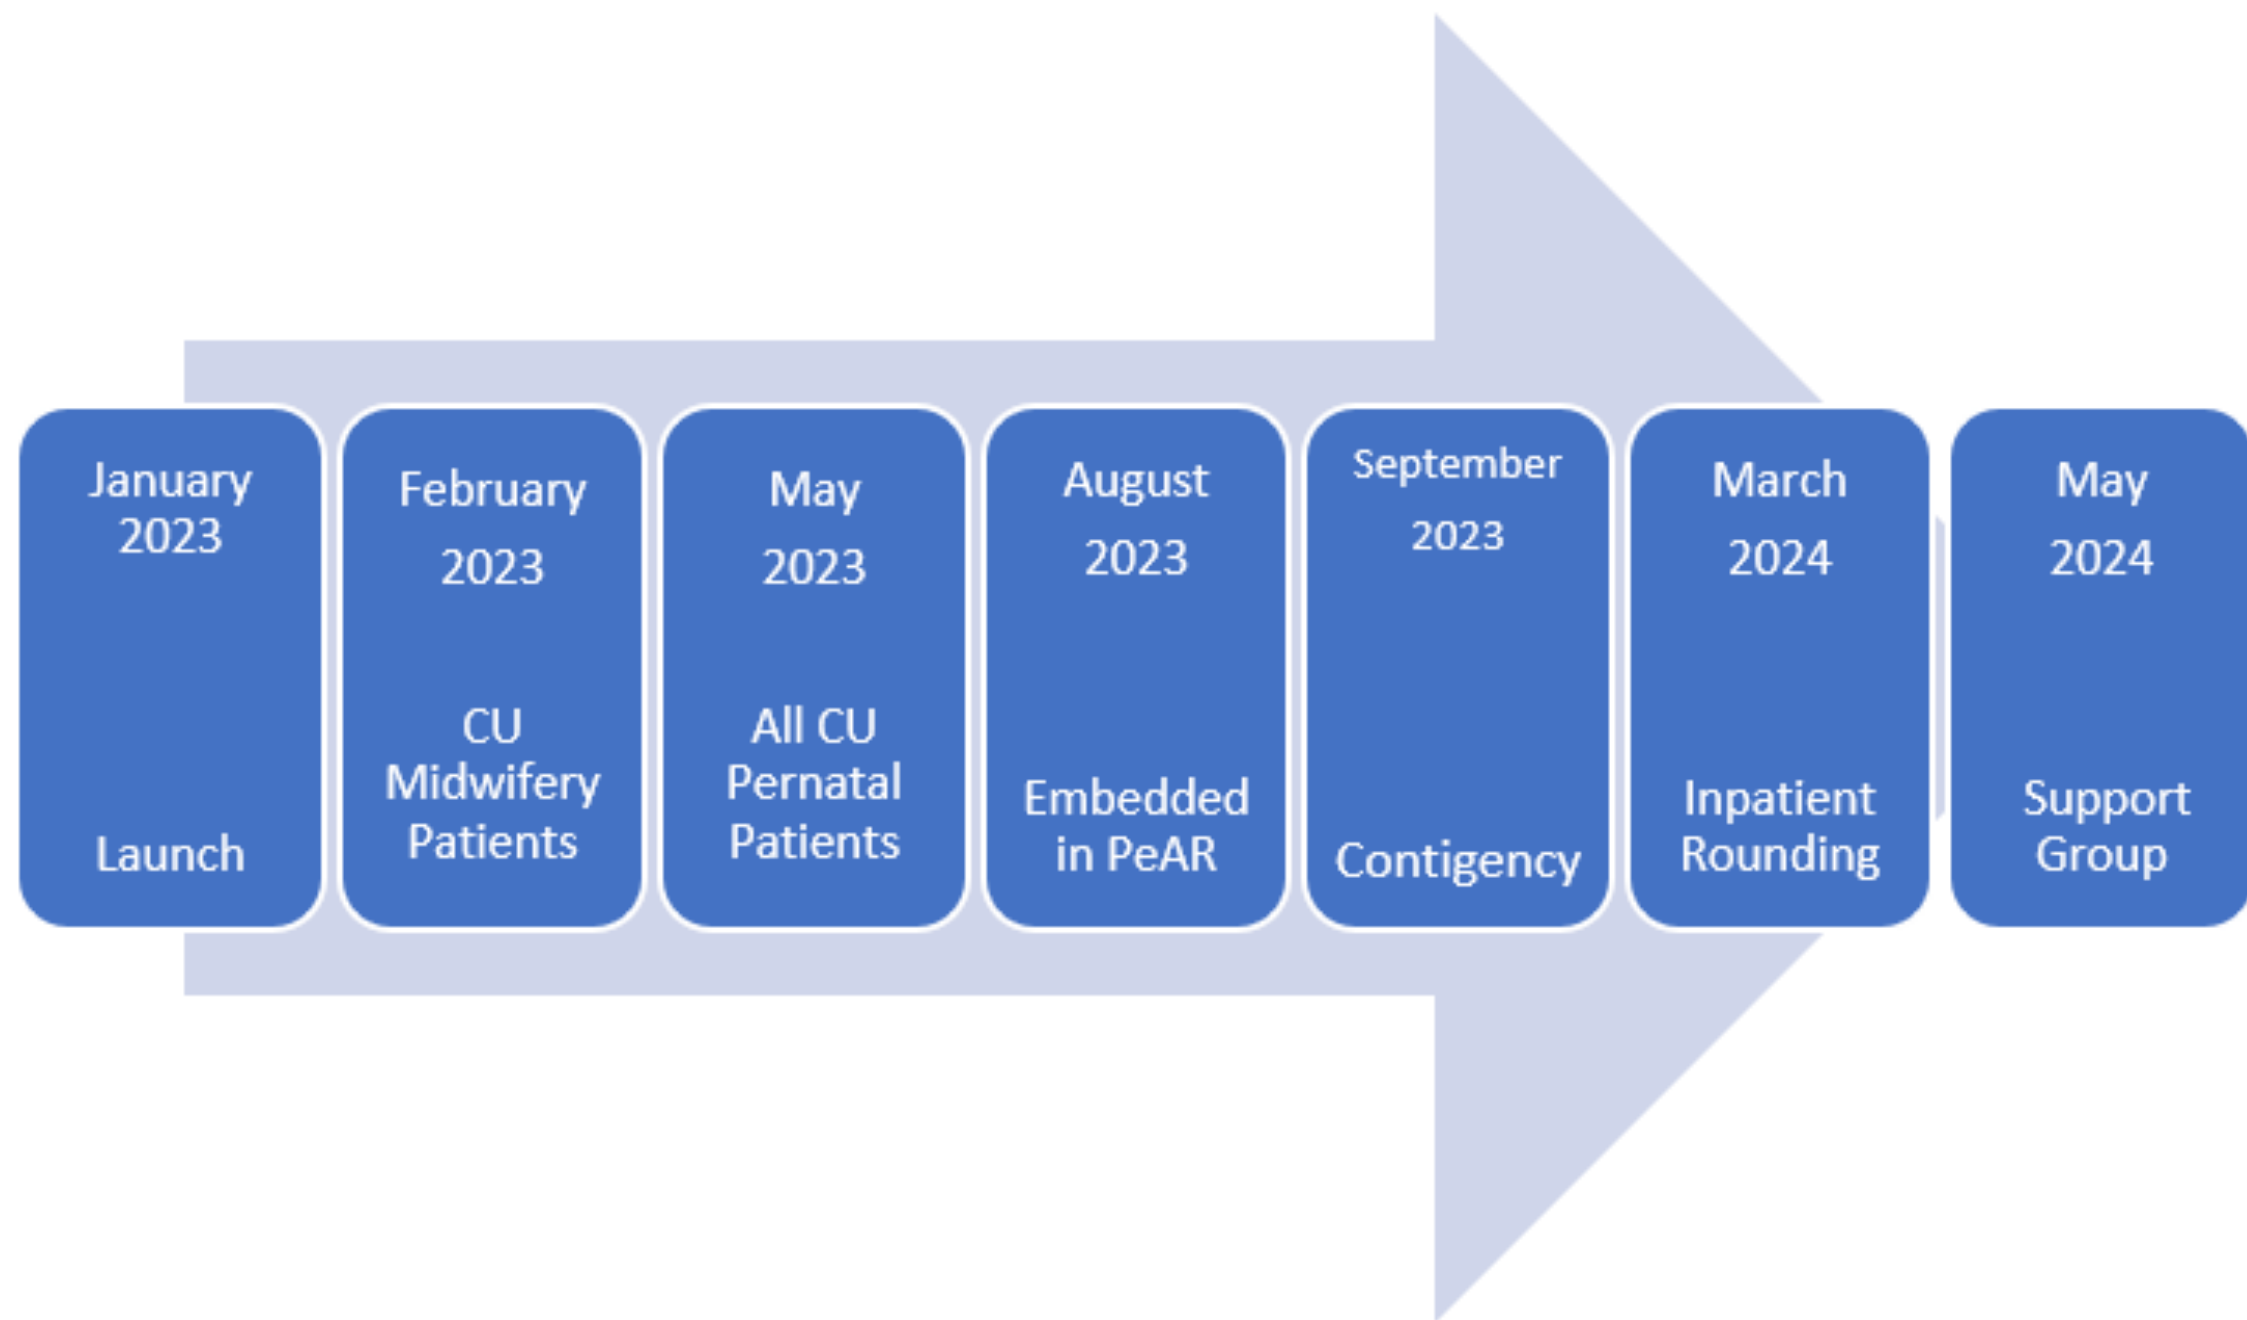 January
2023
Launch
February
2023
CU
Midwifery
Patients
May
2023
All CU
Pernatal
Patients
August
2023
Embedded
in PeAR
September
2023
Contigency
March
2024
Inpatient
Rounding
May
2024
Support
Group